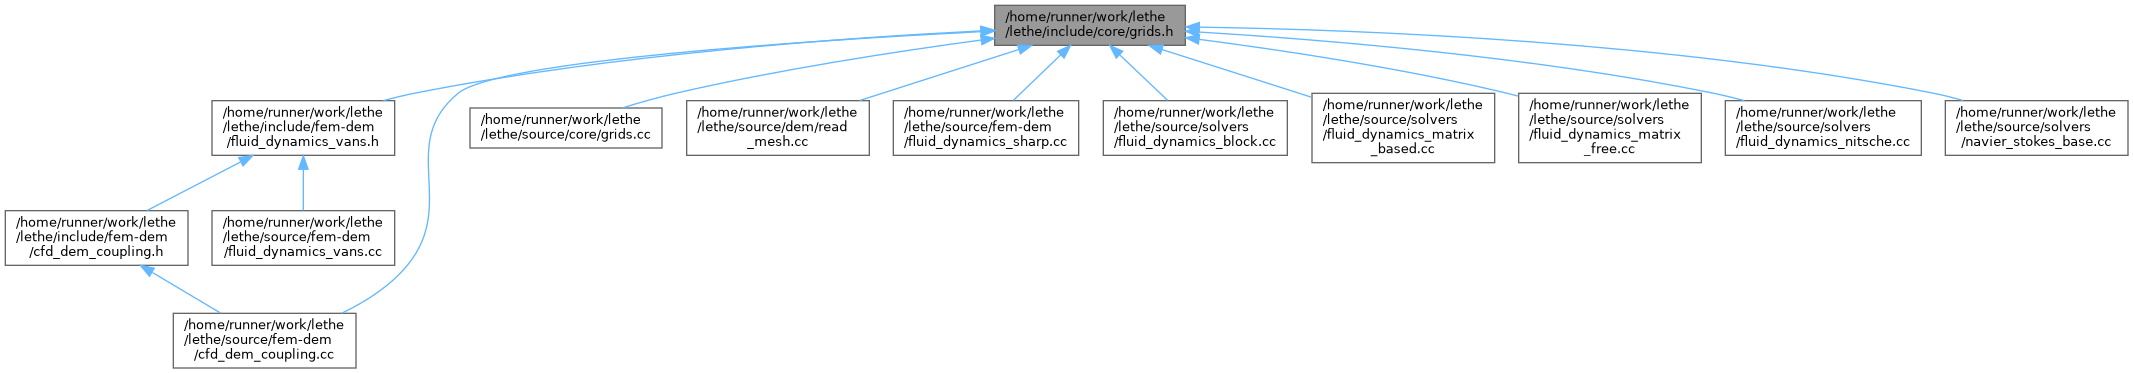 /home/runner/work/lethe
/lethe/include/core/grids.h
/home/runner/work/lethe
/lethe/include/fem-dem
/fluid_dynamics_vans.h
/home/runner/work/lethe
/lethe/source/core/grids.cc
/home/runner/work/lethe
/lethe/source/dem/read
_mesh.cc
/home/runner/work/lethe
/lethe/source/fem-dem
/fluid_dynamics_sharp.cc
/home/runner/work/lethe
/lethe/source/solvers
/fluid_dynamics_block.cc
/home/runner/work/lethe
/lethe/source/solvers
/fluid_dynamics_matrix
_based.cc
/home/runner/work/lethe
/lethe/source/solvers
/fluid_dynamics_matrix
_free.cc
/home/runner/work/lethe
/lethe/source/solvers
/fluid_dynamics_nitsche.cc
/home/runner/work/lethe
/lethe/source/solvers
/navier_stokes_base.cc
/home/runner/work/lethe
/lethe/include/fem-dem
/cfd_dem_coupling.h
/home/runner/work/lethe
/lethe/source/fem-dem
/fluid_dynamics_vans.cc
/home/runner/work/lethe
/lethe/source/fem-dem
/cfd_dem_coupling.cc